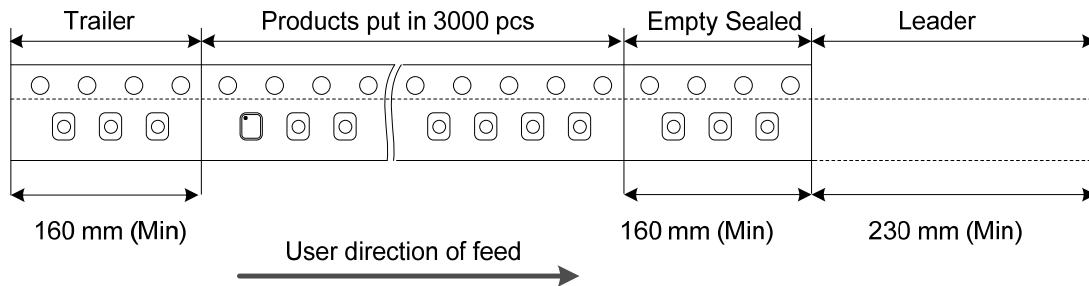 Trailer
Products put in 3000 pcs
Empty Sealed
Leader
160 mm (Min)
160 mm (Min)
230 mm (Min)
User direction of feed